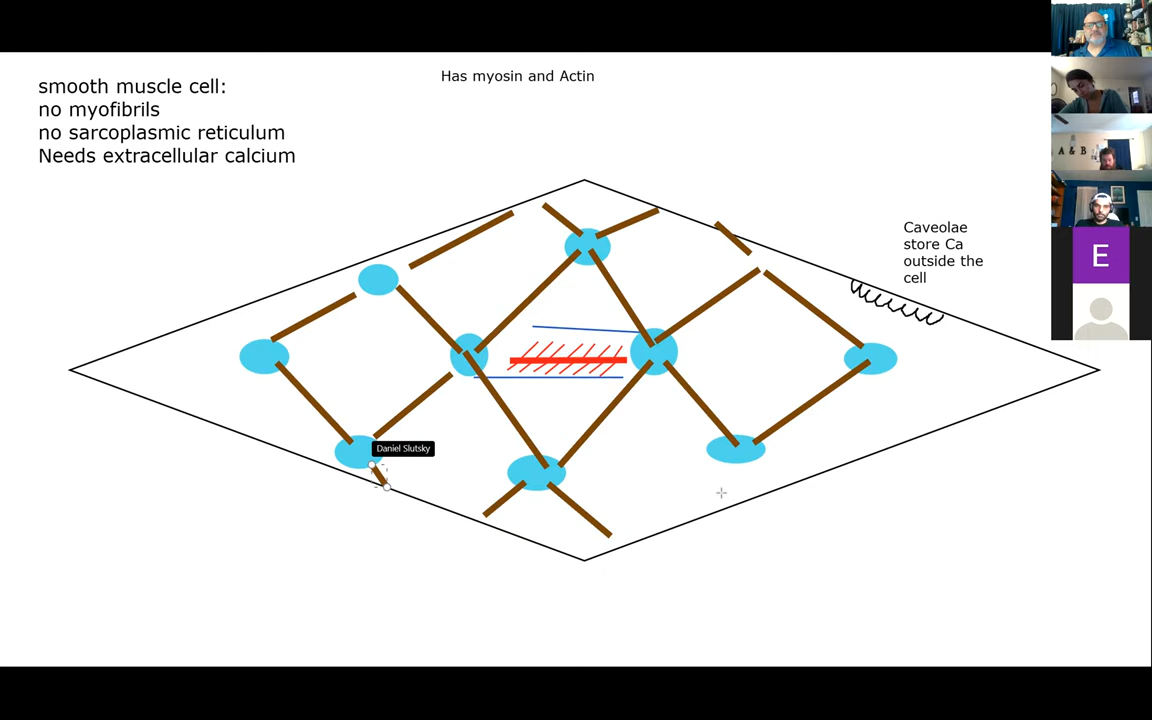 smooth muscle cell:
no myofibrils
no sarcoplasmic reticulum
Needs extracellular calcium
Has myosin and Actin
Caveolae
store Ca
outside the
cell
Daniel Slutsky
A & B
E